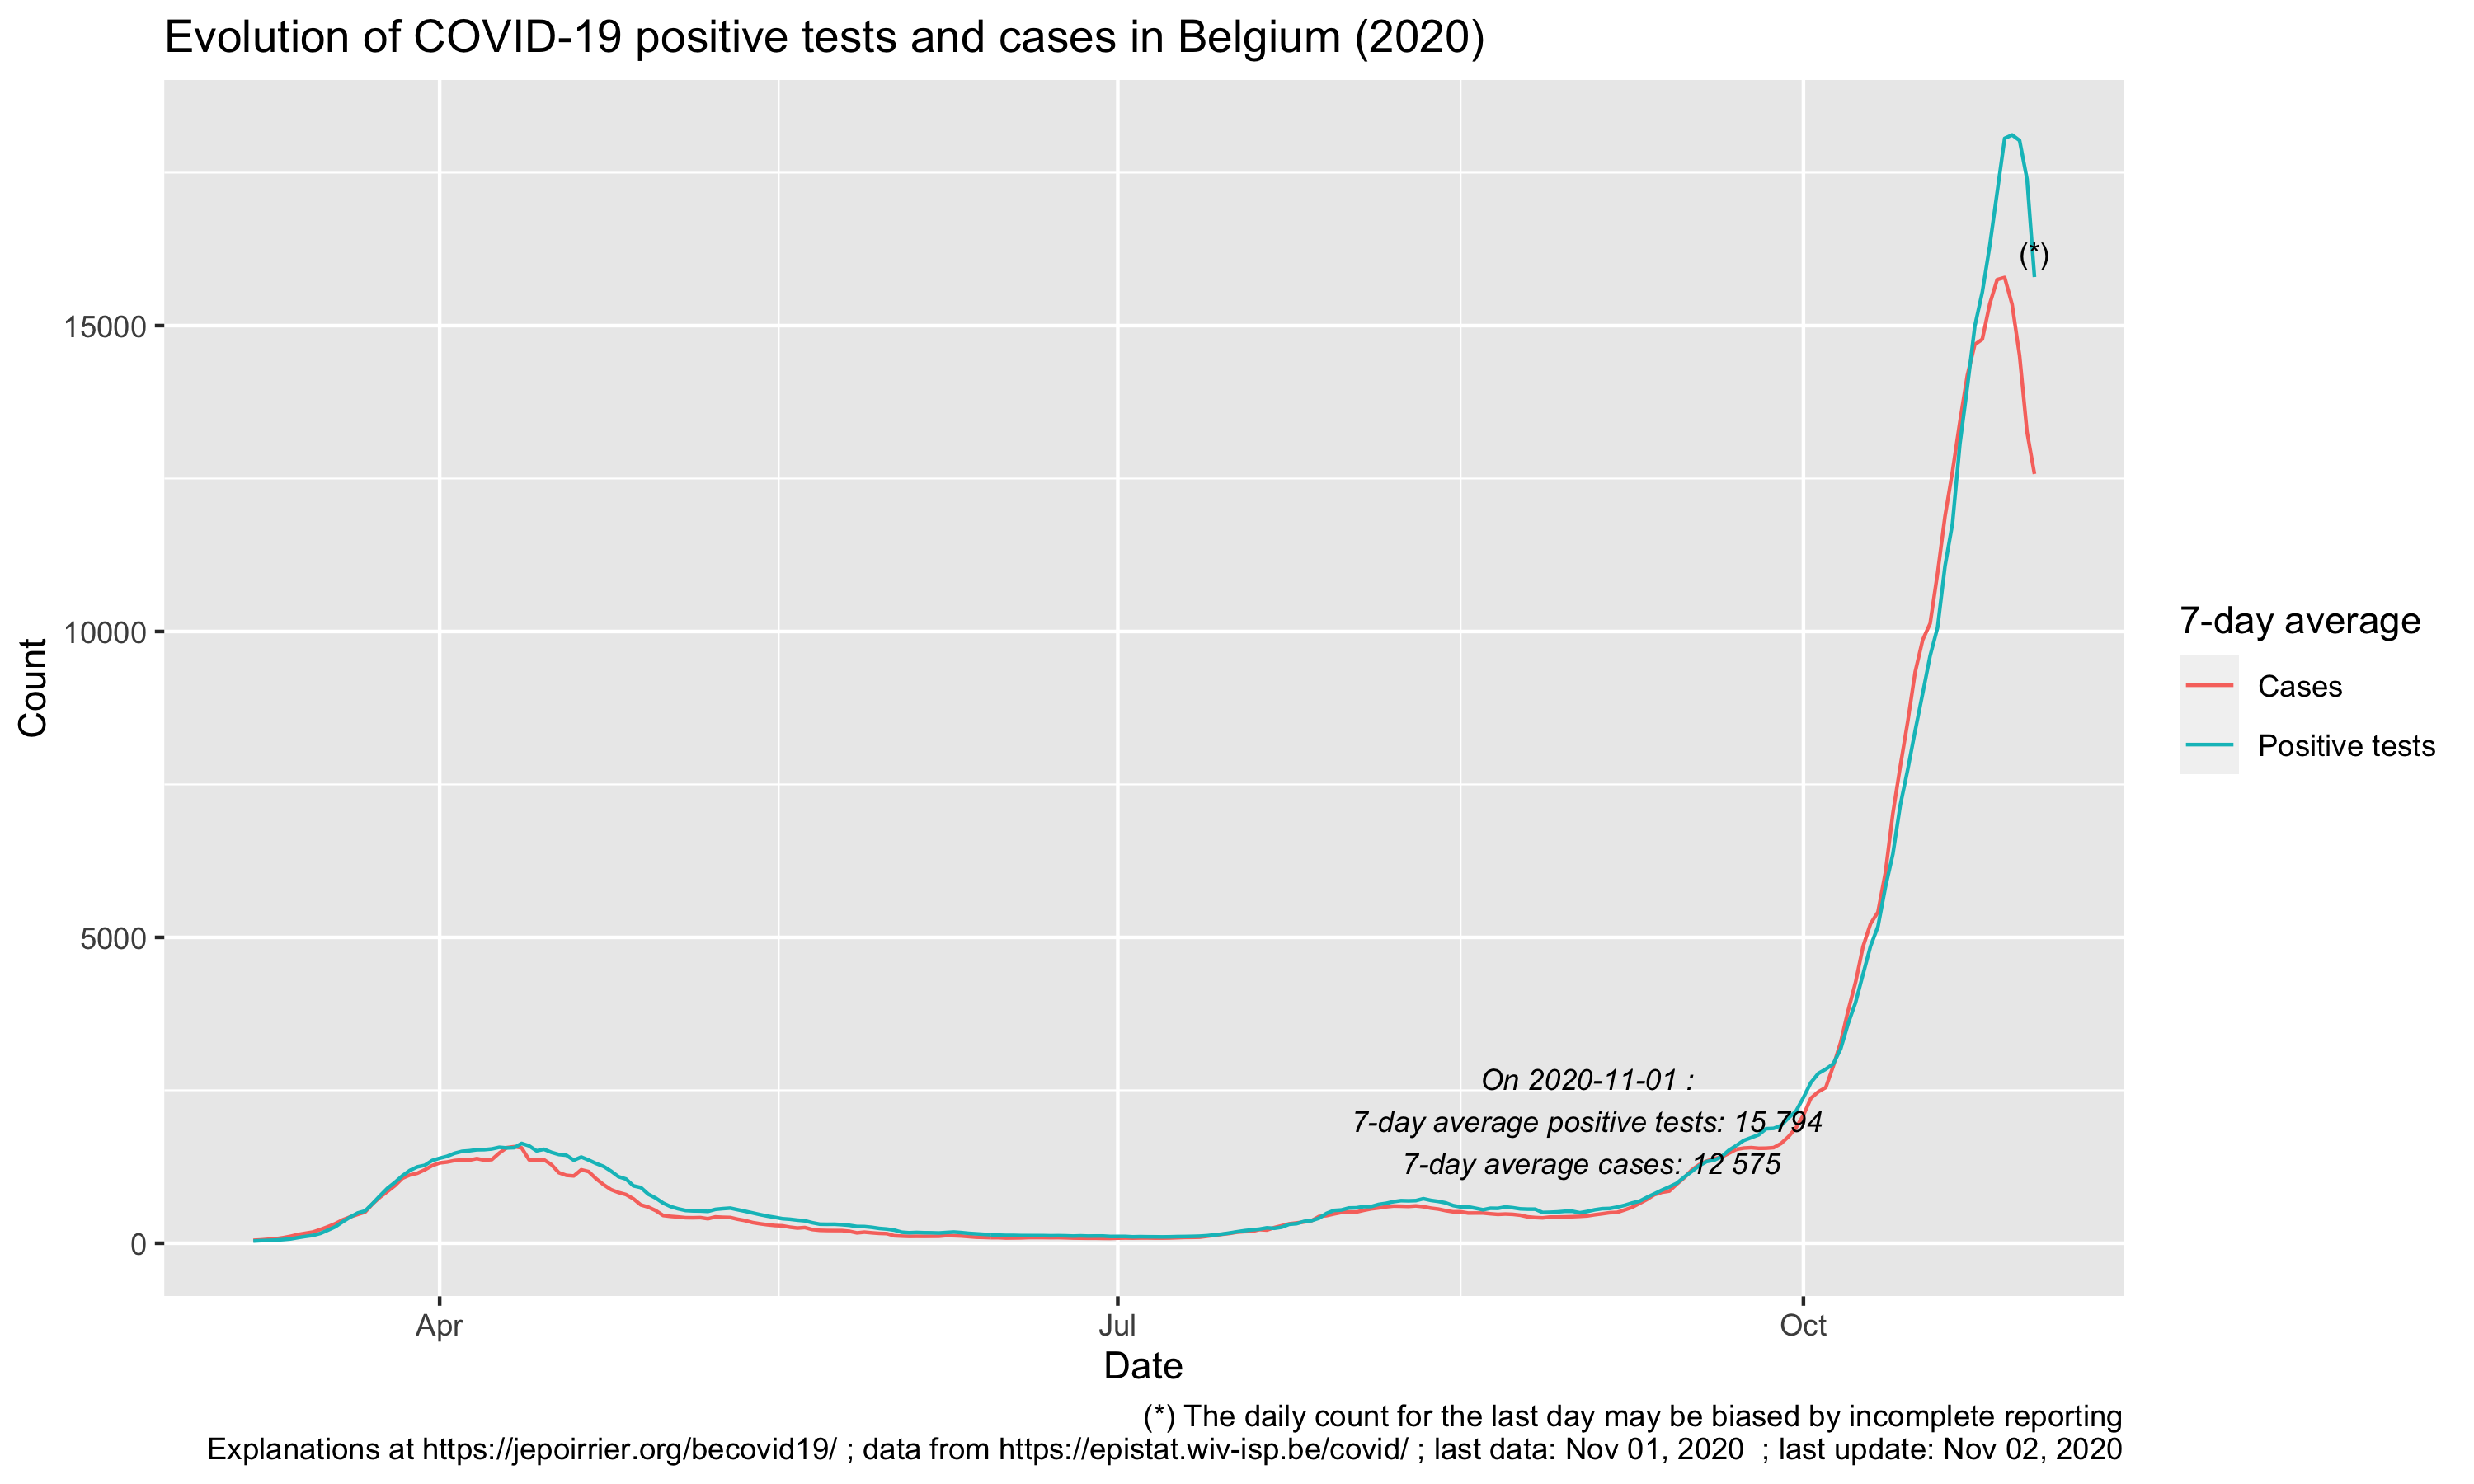 Evolution of COVID-19 positive tests and cases in Belgium (2020)
Count
15000
10000
5000
0
(*)
On 2020-11-01 :
7-day average positive tests: 15 794
7-day average cases: 12 575
Apr
Jul
Oct
Date
7-day average
Cases
Positive tests
(*) The daily count for the last day may be biased by incomplete reporting
Explanations at https://jepoirrier.org/becovid19/ ; data from https://epistat.wiv-isp.be/covid/ ; last data: Nov 01, 2020  ; last update: Nov 02, 2020